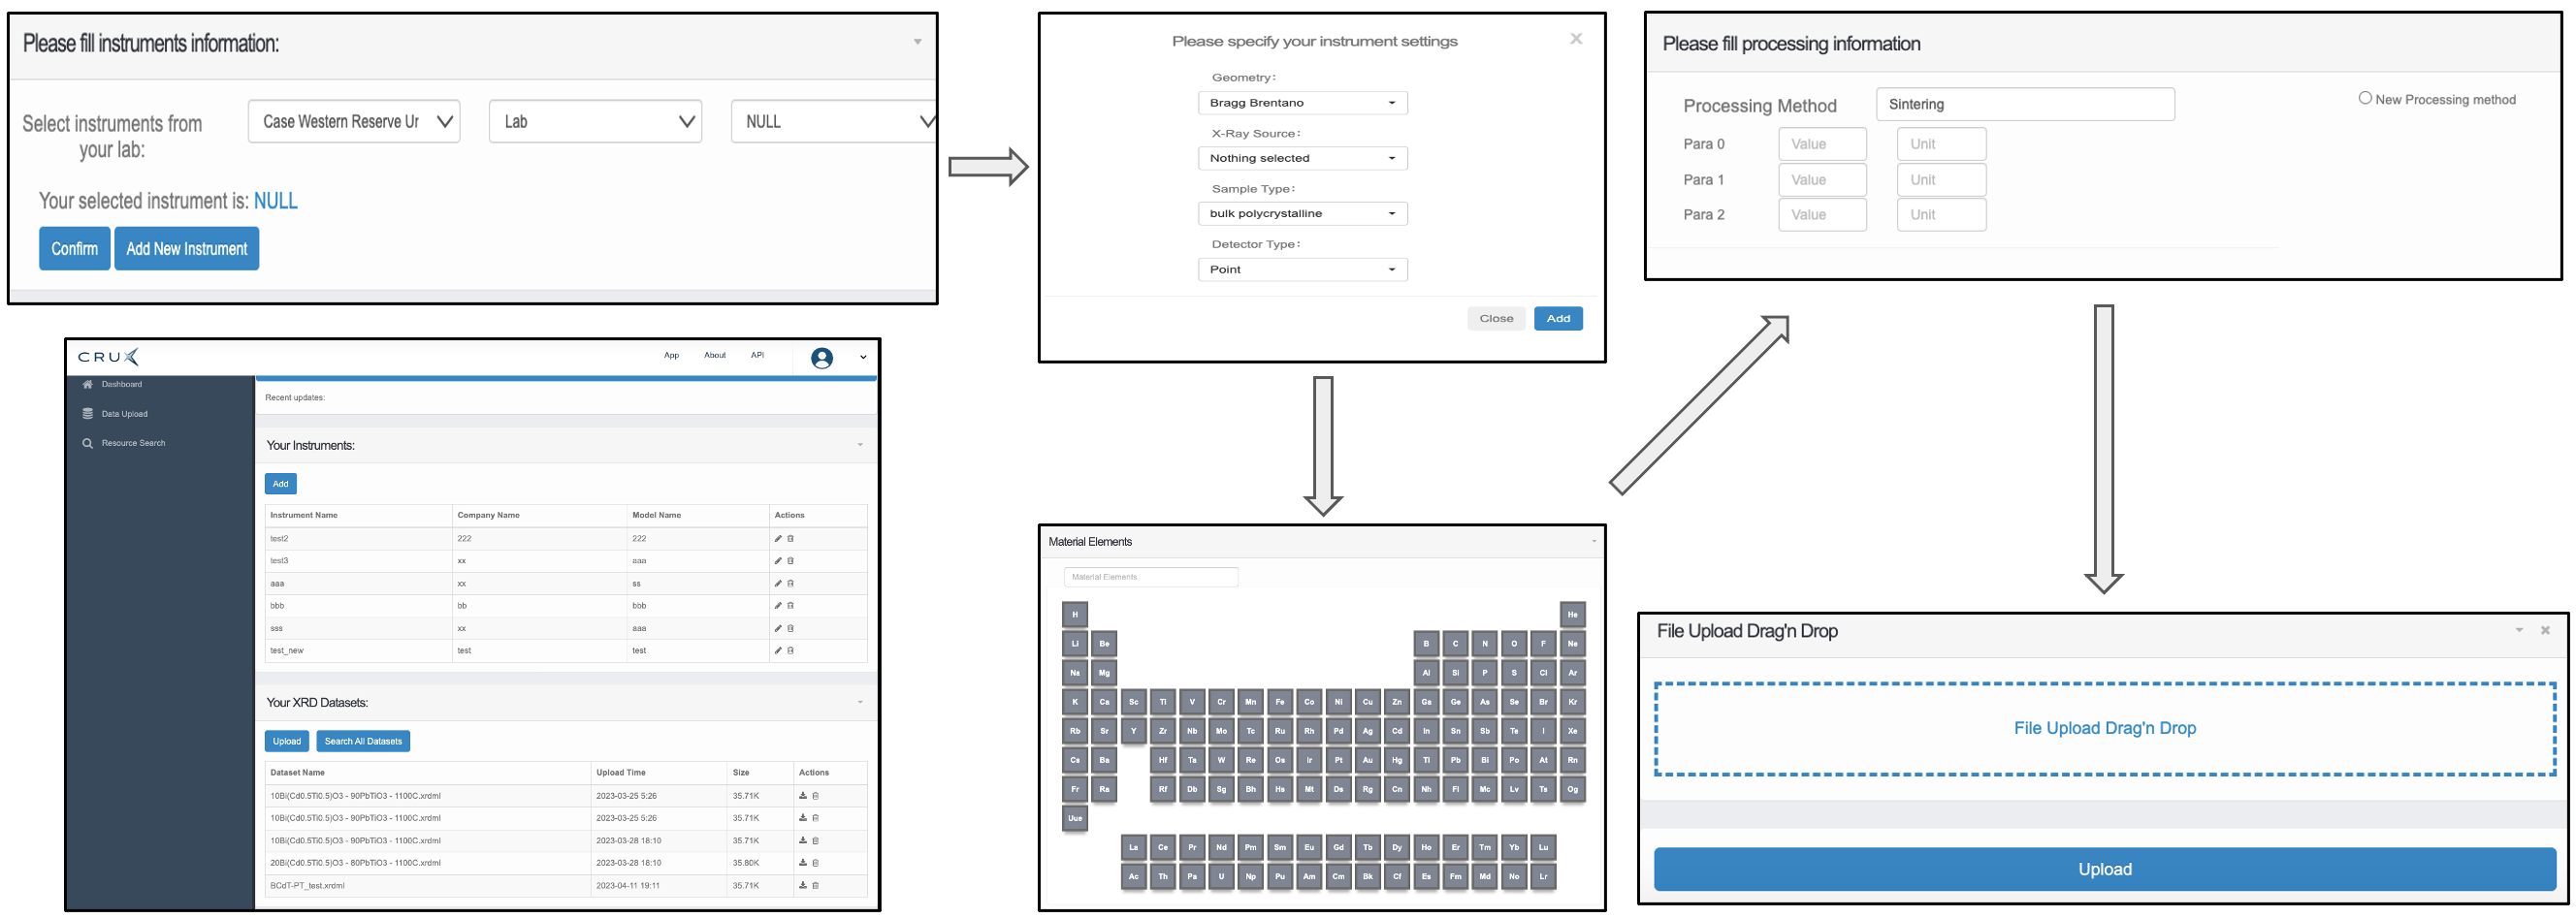 Please fill instruments information:
Select instruments from your lab:
Case Western Reserve Ur
Lab
NULL
Your selected instrument is: NULL
Confirm
Add New Instrument
Please specify your instrument settings
Geometry:
Bragg Brentano
X-Ray Source:
Nothing selected
Sample Type:
bulk polycrystalline
Detector Type:
Point
Close Add
Please fill processing information
Processing Method Sintering
New Processing method
Para 0 Value Unit
Para 1 Value Unit
Para 2 Value Unit
CRUX
App About API
Dashboard
Data Upload
Resource Search
Recent updates:
Your Instruments:
Add
Instrument Name Company Name Model Name Actions
test2 222 222
test3 xx aaa
aaa xx ss
bbb bb bbb
sss xx aaa
test_new test test
Your XRD Datasets:
Upload Search All Datasets
Dataset Name Upload Time Size Actions
10Bi(Cd0.5Ti0.5)O3 - 90PbTiO3 - 1100C.xrdml 2023-03-25 5:26 35.71K
10Bi(Cd0.5Ti0.5)O3 - 90PbTiO3 - 1100C.xrdml 2023-03-25 5:26 35.71K
10Bi(Cd0.5Ti0.5)O3 - 90PbTiO3 - 1100C.xrdml 2023-03-28 18:10 35.71K
20Bi(Cd0.5Ti0.5)O3 - 80PbTiO3 - 1100C.xrdml 2023-03-28 18:10 35.80K
BCdT-PT_test.xrdml 2023-04-11 19:11 35.71K
Material Elements
Material Elements
H He
Li Be B C N O F Ne
Na Mg Al Si P S Cl Ar
K Ca Sc Ti V Cr Mn Fe Co Ni Cu Zn Ga Ge As Se Br Kr
Rb Sr Y Zr Nb Mo Tc Ru Rh Pd Ag Cd In Sn Sb Te I Xe
Cs Ba Hf Ta W Re Os Ir Pt Au Hg Tl Pb Bi Po At Rn
Fr Ra Rf Db Sg Bh Hs Mt Ds Rg Cn Nh Fl Mc Lv Ts Og
Uue
La Ce Pr Nd Pm Sm Eu Gd Tb Dy Ho Er Tm Yb Lu
Ac Th Pa U Np Pu Am Cm Bk Cf Es Fm Md No Lr
File Upload Drag'n Drop
File Upload Drag'n Drop
Upload